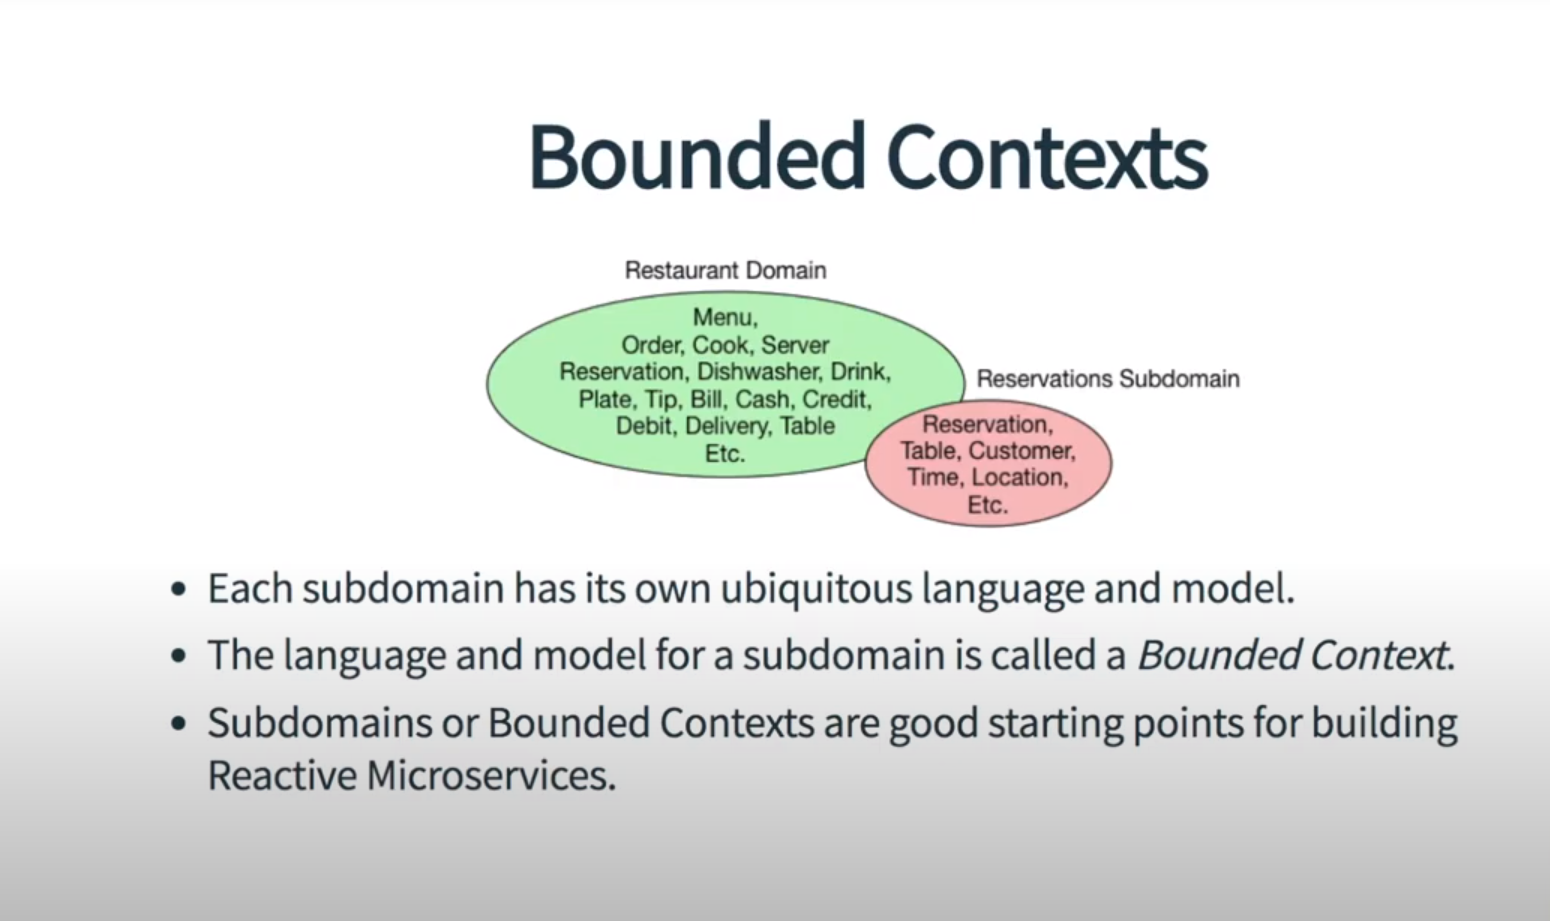 Bounded Contexts
Restaurant Domain
Menu,
Order, Cook, Server
Reservation, Dishwasher, Drink,
Plate, Tip, Bill, Cash, Credit,
Debit, Delivery, Table
Etc.
Reservations Subdomain
Reservation,
Table, Customer,
Time, Location,
Etc.
• Each subdomain has its own ubiquitous language and model.
• The language and model for a subdomain is called a Bounded Context.
• Subdomains or Bounded Contexts are good starting points for building
Reactive Microservices.